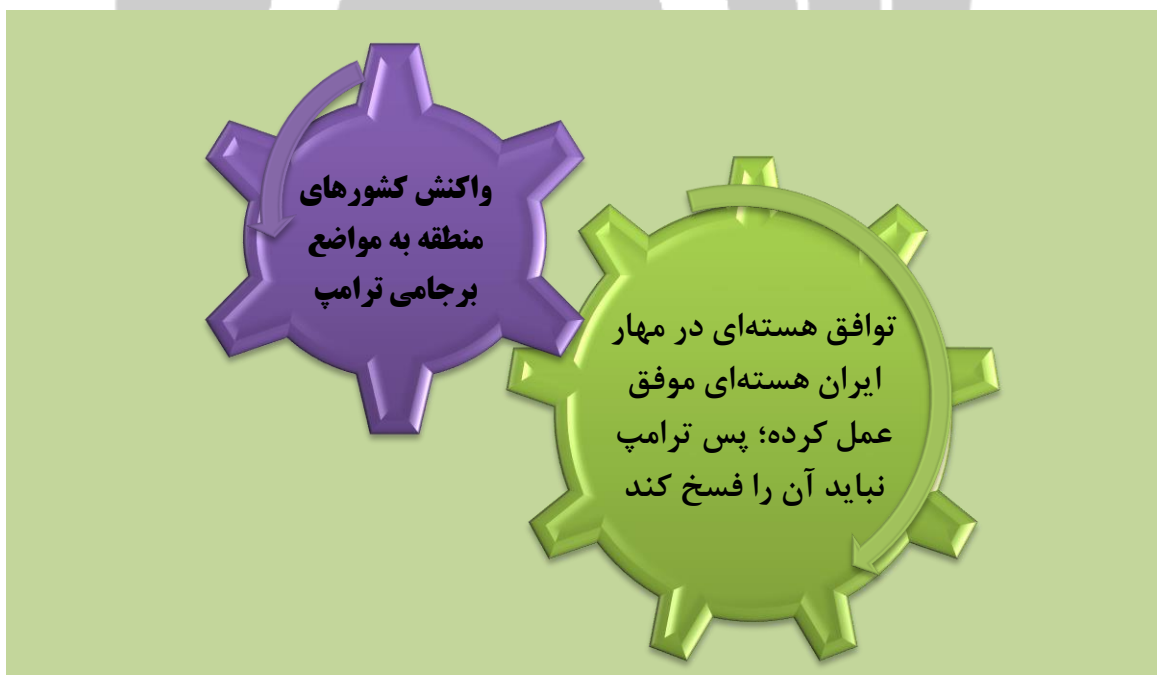 واکنش کشورهای
منطقه به مواضع
برجامی ترامپ
توافق هسته‌ای در مهار
ایران هسته‌ای موفق
عمل کرده؛ پس ترامپ
نباید آن را فسخ کند